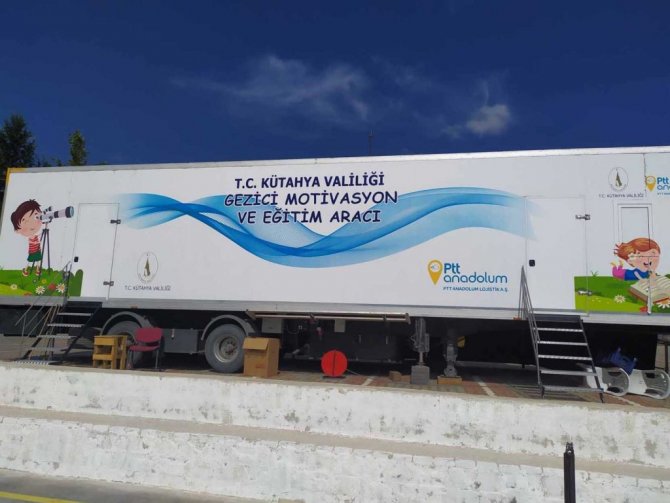 T.C. KÜTAHYA VALİLİĞİ
GEZİCİ MOTİVASYON
VE EĞİTİM ARACI
T.C. KÜTAHYA VALİLİĞİ
Ptt
anadolum
PTT ANADOLUM LOJİSTİK A.Ş.
T.C. KÜTAHYA VALİLİĞİ
Ptt
anadolum